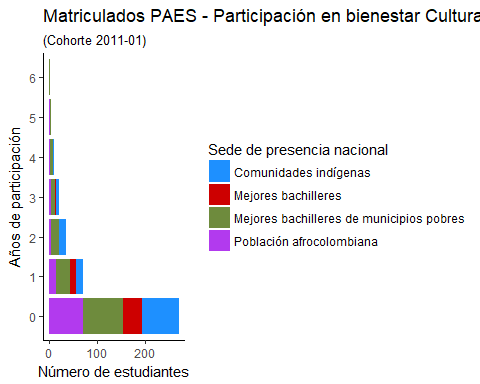 Matriculados PAES - Participación en bienestar Cultura
(Cohorte 2011-01)
Años de participación
6
5
4
3
2
1
0
0 100 200
Número de estudiantes
Sede de presencia nacional
Comunidades indígenas
Mejores bachilleres
Mejores bachilleres de municipios pobres
Población afrocolombiana